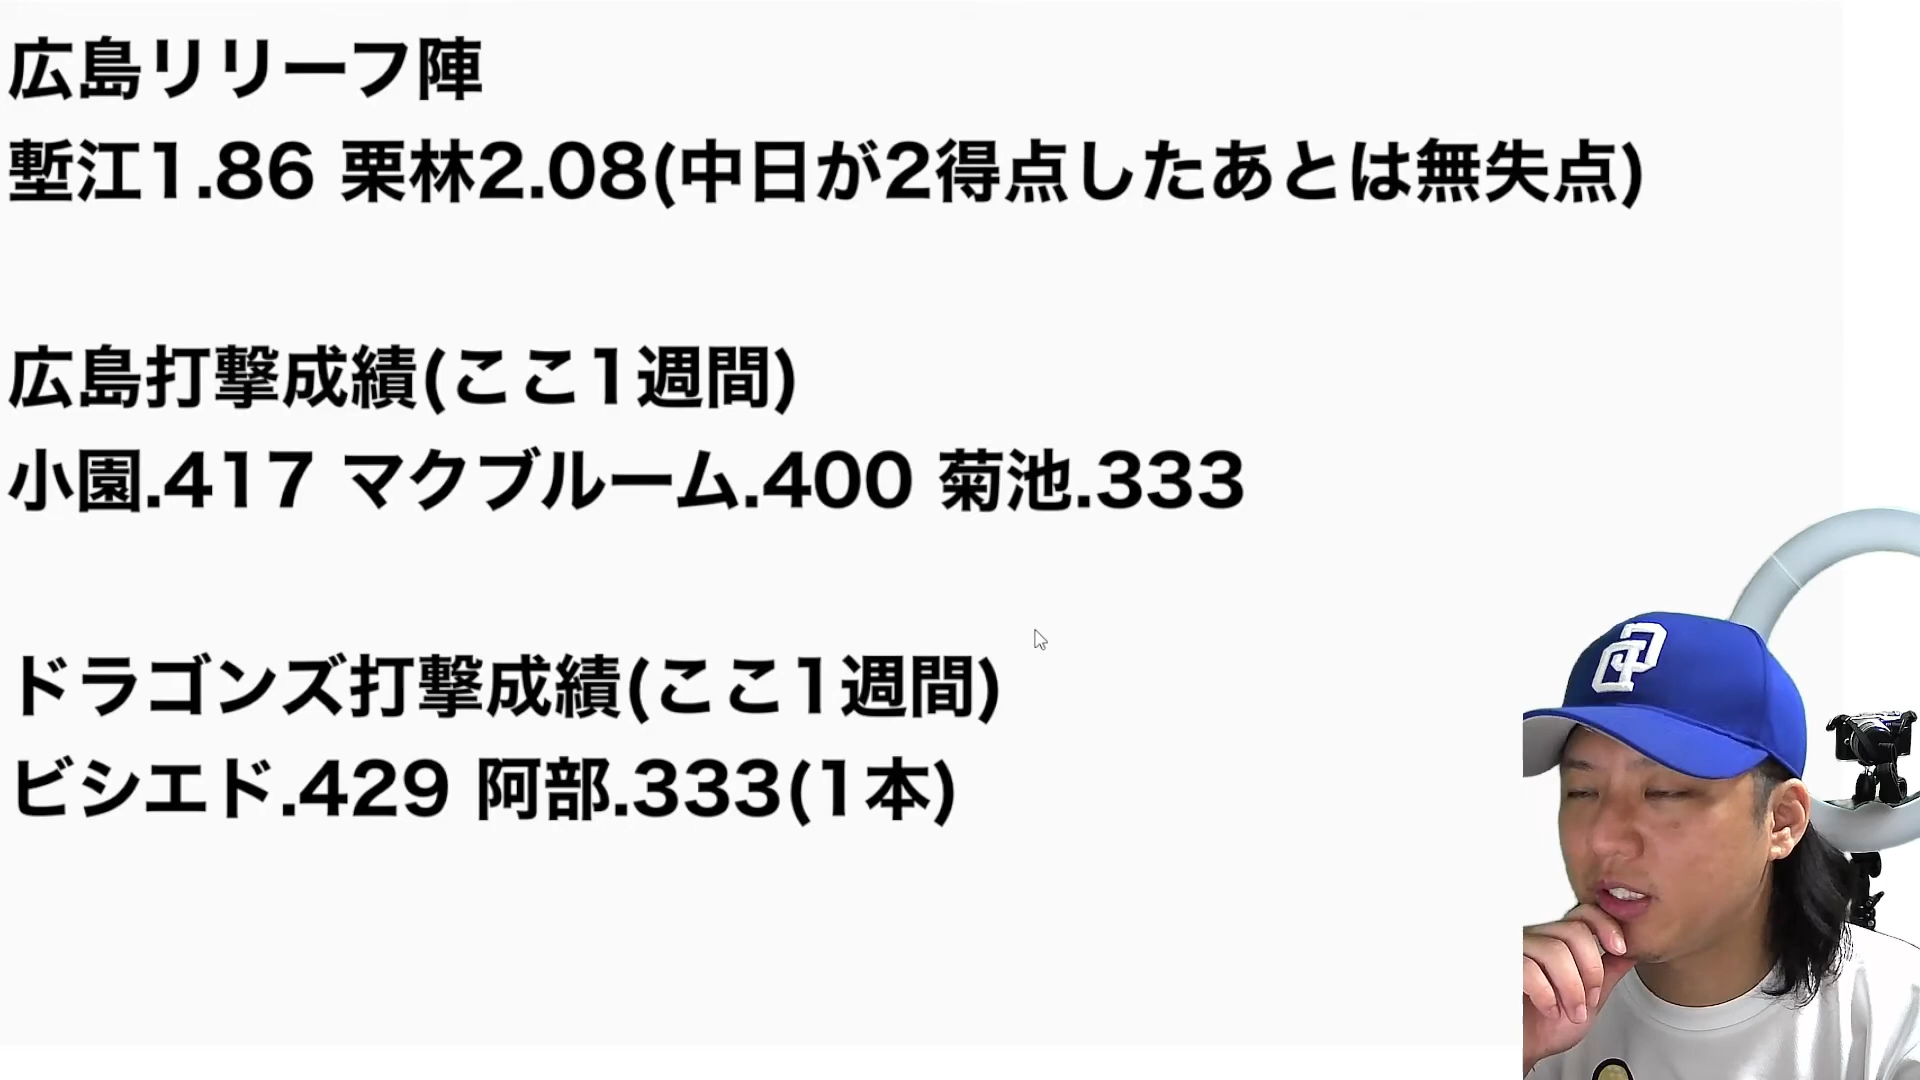 広島リリーフ陣
塹江1.86 栗林2.08(中日が2得点したあとは無失点)
広島打撃成績(ここ1週間)
小園.417 マクブルーム.400 菊池.333
ドラゴンズ打撃成績(ここ1週間)
ビシエド.429 阿部.333(1本)